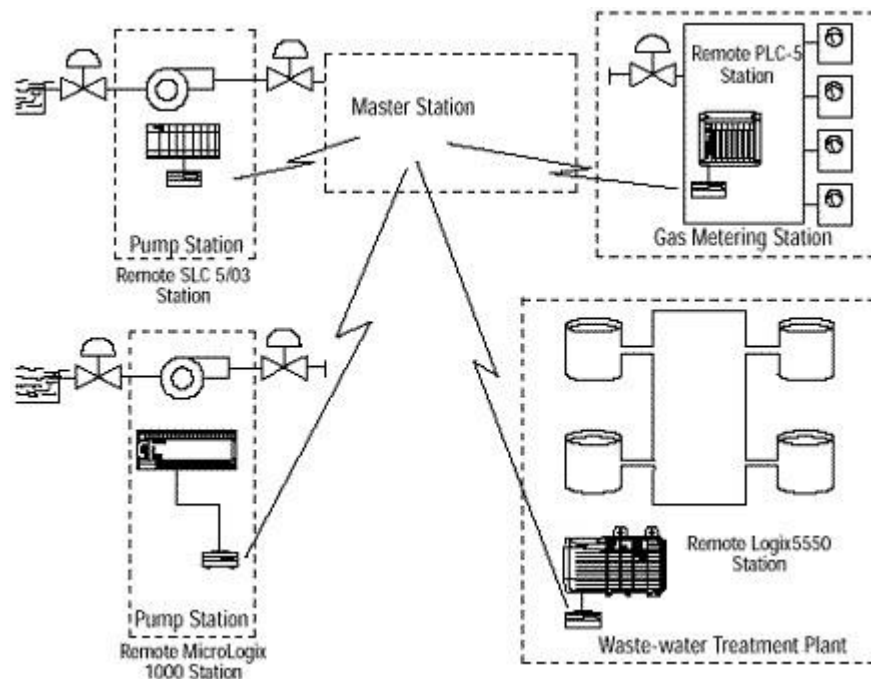 Master Station
Remote PLC-5
Station
Gas Metering Station
Pump Station
Remote SLC 5/03
Station
Pump Station
Remote MicroLogix
1000 Station
Remote Logix5550
Station
Waste-water Treatment Plant